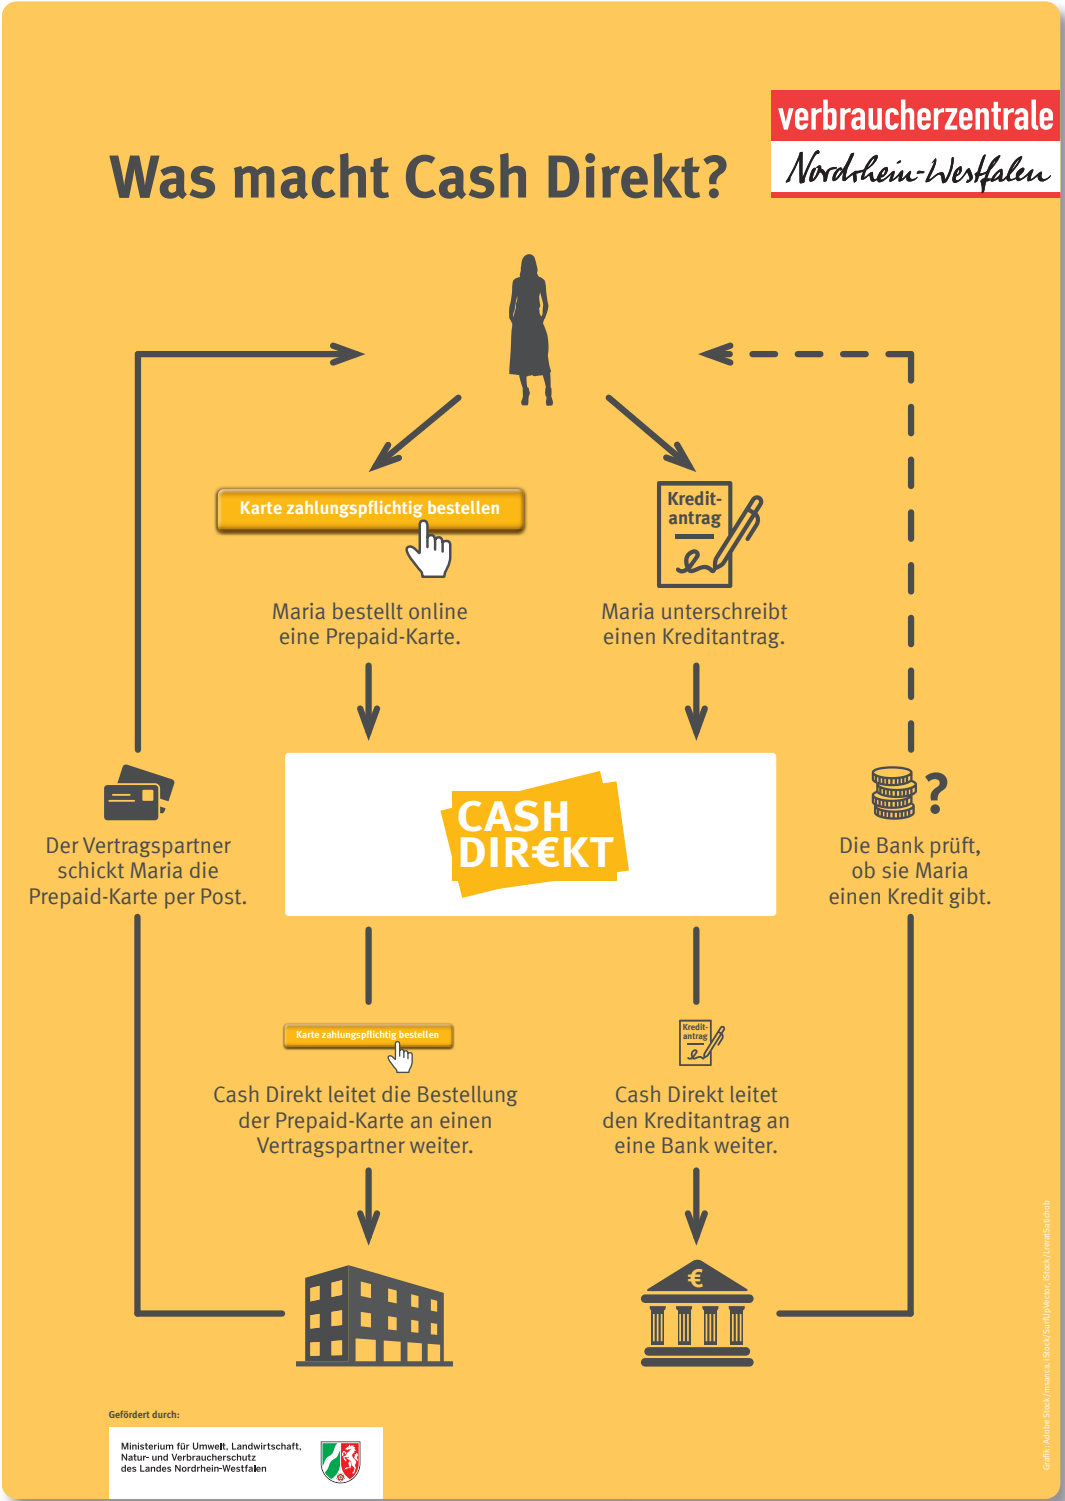 verbraucherzentrale
Nordrhein-Westfalen
Was macht Cash Direkt?
Karte zahlungspflichtig bestellen
Kredit-
antrag
Maria bestellt online
eine Prepaid-Karte.
Maria unterschreibt
einen Kreditantrag.
CASH
DIR€KT
?
Der Vertragspartner
schickt Maria die
Prepaid-Karte per Post.
Die Bank prüft,
ob sie Maria
einen Kredit gibt.
Karte zahlungspflichtig bestellen
Kredit-
antrag
Cash Direkt leitet die Bestellung
der Prepaid-Karte an einen
Vertragspartner weiter.
Cash Direkt leitet
den Kreditantrag an
eine Bank weiter.
€
Gefördert durch:
Ministerium für Umwelt, Landwirtschaft,
Natur- und Verbraucherschutz
des Landes Nordrhein-Westfalen
Grafik: Adobe Stock/